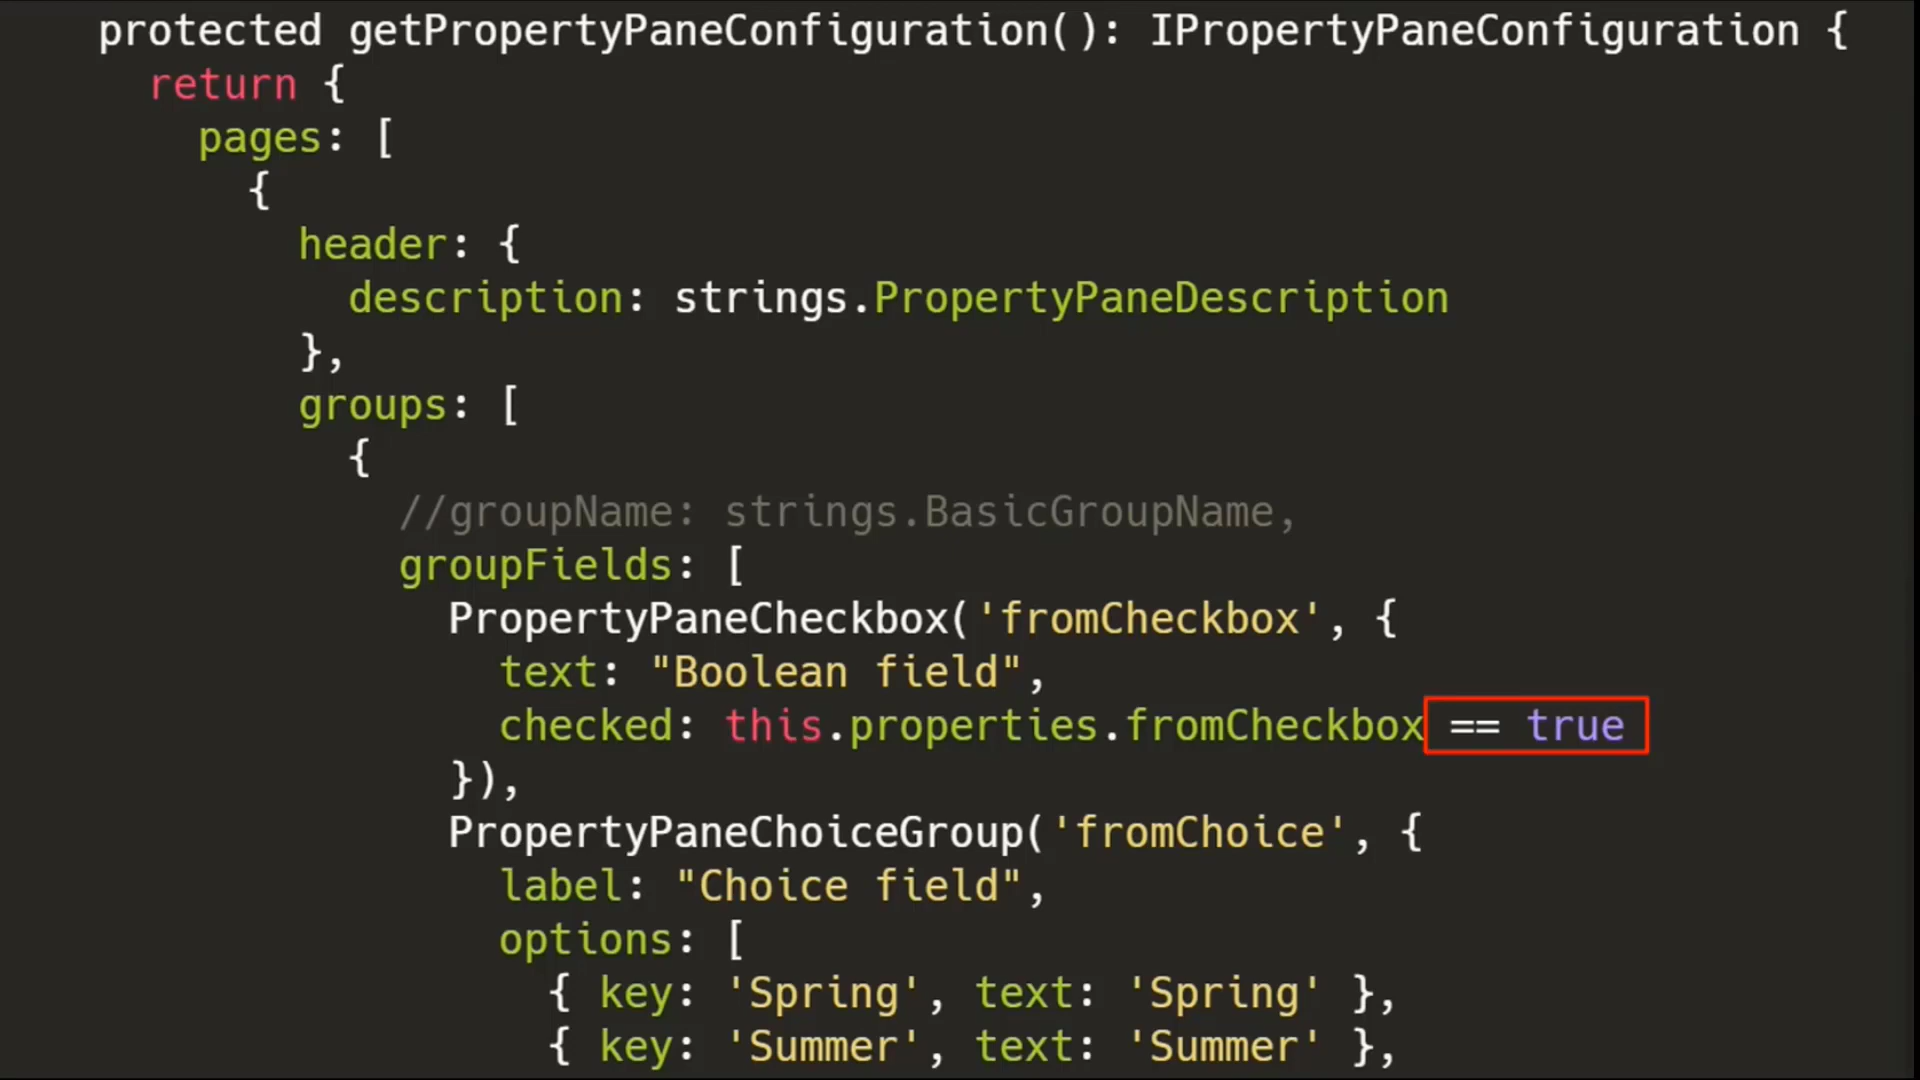 protected getPropertyPaneConfiguration(): IPropertyPaneConfiguration {
return {
pages: [
{
header: {
description: strings.PropertyPaneDescription
},
groups: [
{
//groupName: strings.BasicGroupName,
groupFields: [
PropertyPaneCheckbox('fromCheckbox', {
text: "Boolean field",
checked: this.properties.fromCheckbox == true
}),
PropertyPaneChoiceGroup('fromChoice', {
label: "Choice field",
options: [
{ key: 'Spring', text: 'Spring' },
{ key: 'Summer', text: 'Summer' },